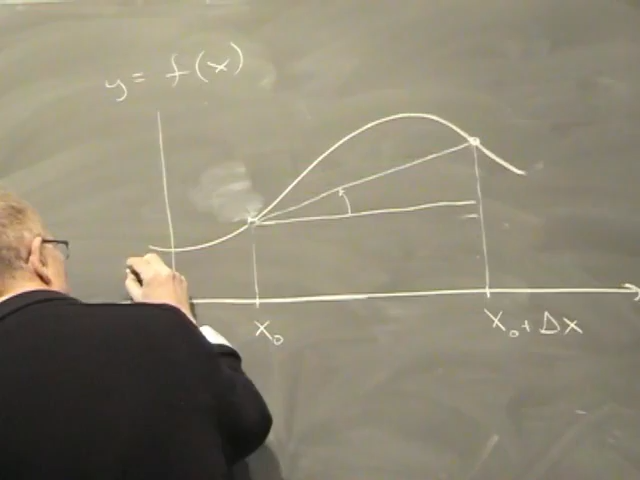 y = f(x)
x₀
x₀ + Δx